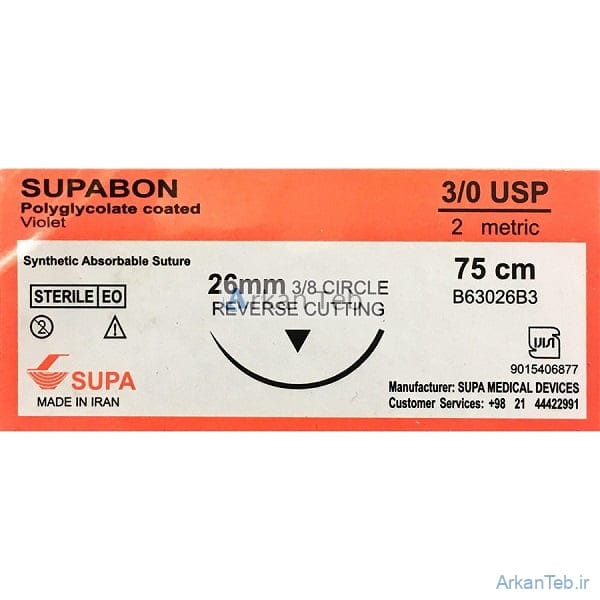 SUPABON
Polyglycolate coated
Violet
3/0 USP
2 metric
Synthetic Absorbable Suture
26mm 3/8 CIRCLE
REVERSE CUTTING
ArkanTeb
75 cm
B63026B3
STERILE EO
2
SUPA
MADE IN IRAN
9015406877
Manufacturer: SUPA MEDICAL DEVICES
Customer Services: +98 21 44422991
ArkanTeb.ir